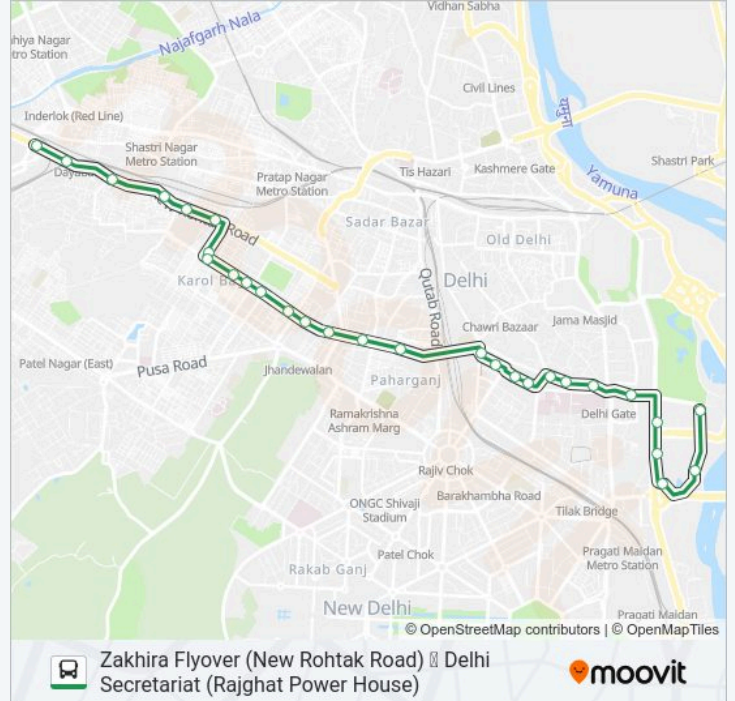 Vidhan Sabha
Najafgarh Nala
hiya Nagar
tro Station
Civil Lines
Inderlok (Red Line)
Shastri Nagar
Metro Station
Tis Hazari
Kashmere Gate
Shastri Park
Yamuna
Pratap Nagar
Metro Station
Sadar Bazar
Old Delhi
Road
Karol
Delhi
Qutab Road
Chawri Bazaar
Jama Masjid
Patel Nagar (East)
Pusa Road
Jhandewalan
Paharganj
Delhi Gate
Ramakrishna
Ashram Marg
Rajiv Chok
Barakhambha Road
ONGC Shivaji
Stadium
Tilak Bridge
Patel Chok
Pragati Maidan
Metro Station
Rakab Ganj
New Delhi
Pragati Maidan
© OpenStreetMap contributors | © OpenMapTiles
Zakhira Flyover (New Rohtak Road) Delhi
Secretariat (Rajghat Power House)
moovit